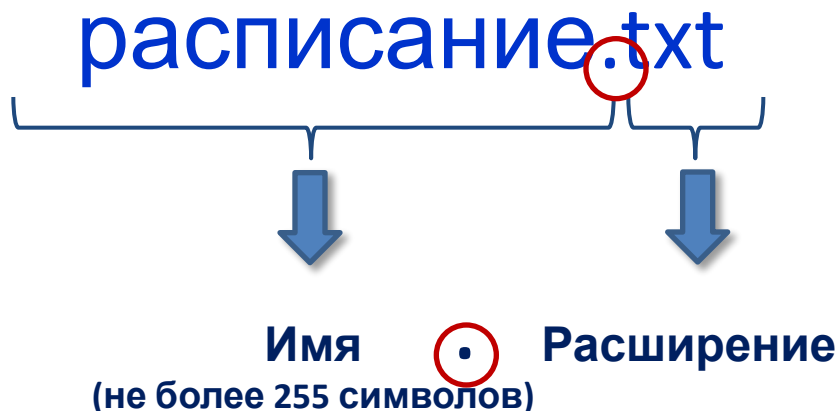 расписание.txt
Имя . Расширение
(не более 255 символов)